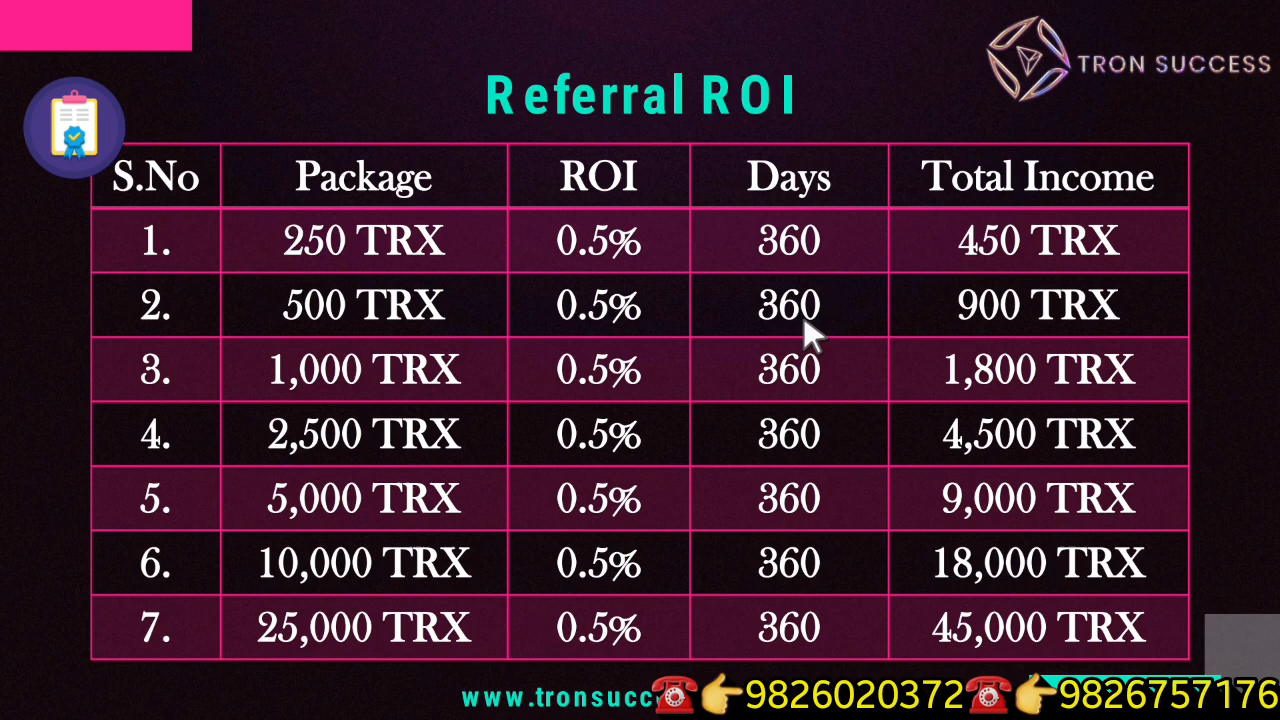 TRON SUCCESS
Referral ROI
S.No Package ROI Days Total Income
1. 250 TRX 0.5% 360 450 TRX
2. 500 TRX 0.5% 360 900 TRX
3. 1,000 TRX 0.5% 360 1,800 TRX
4. 2,500 TRX 0.5% 360 4,500 TRX
5. 5,000 TRX 0.5% 360 9,000 TRX
6. 10,000 TRX 0.5% 360 18,000 TRX
7. 25,000 TRX 0.5% 360 45,000 TRX
www.tronsucc ☎️👉9826020372☎️👉9826757176